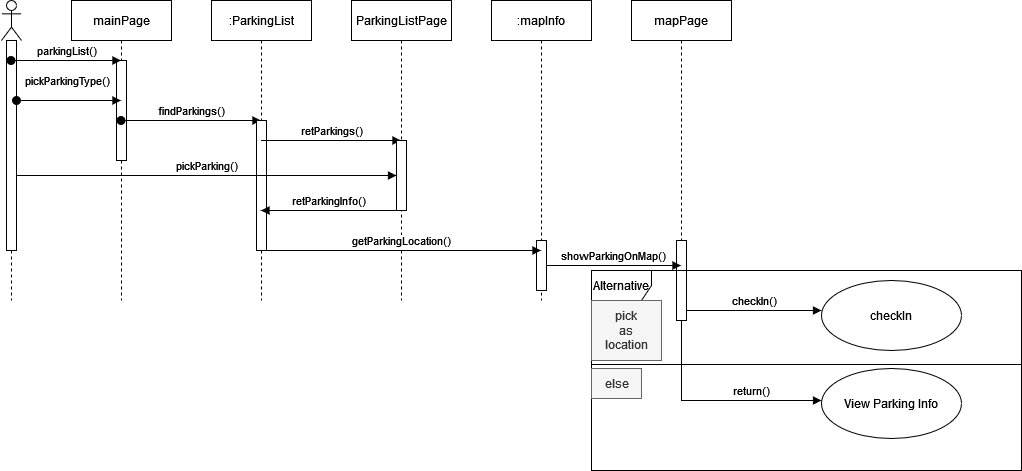 mainPage
:ParkingList
ParkingListPage
:mapInfo
mapPage
parkingList()
pickParkingType()
findParkings()
retParkings()
pickParking()
retParkingInfo()
getParkingLocation()
showParkingOnMap()
Alternative
checkIn()
checkIn
pick
as
location
else
return()
View Parking Info